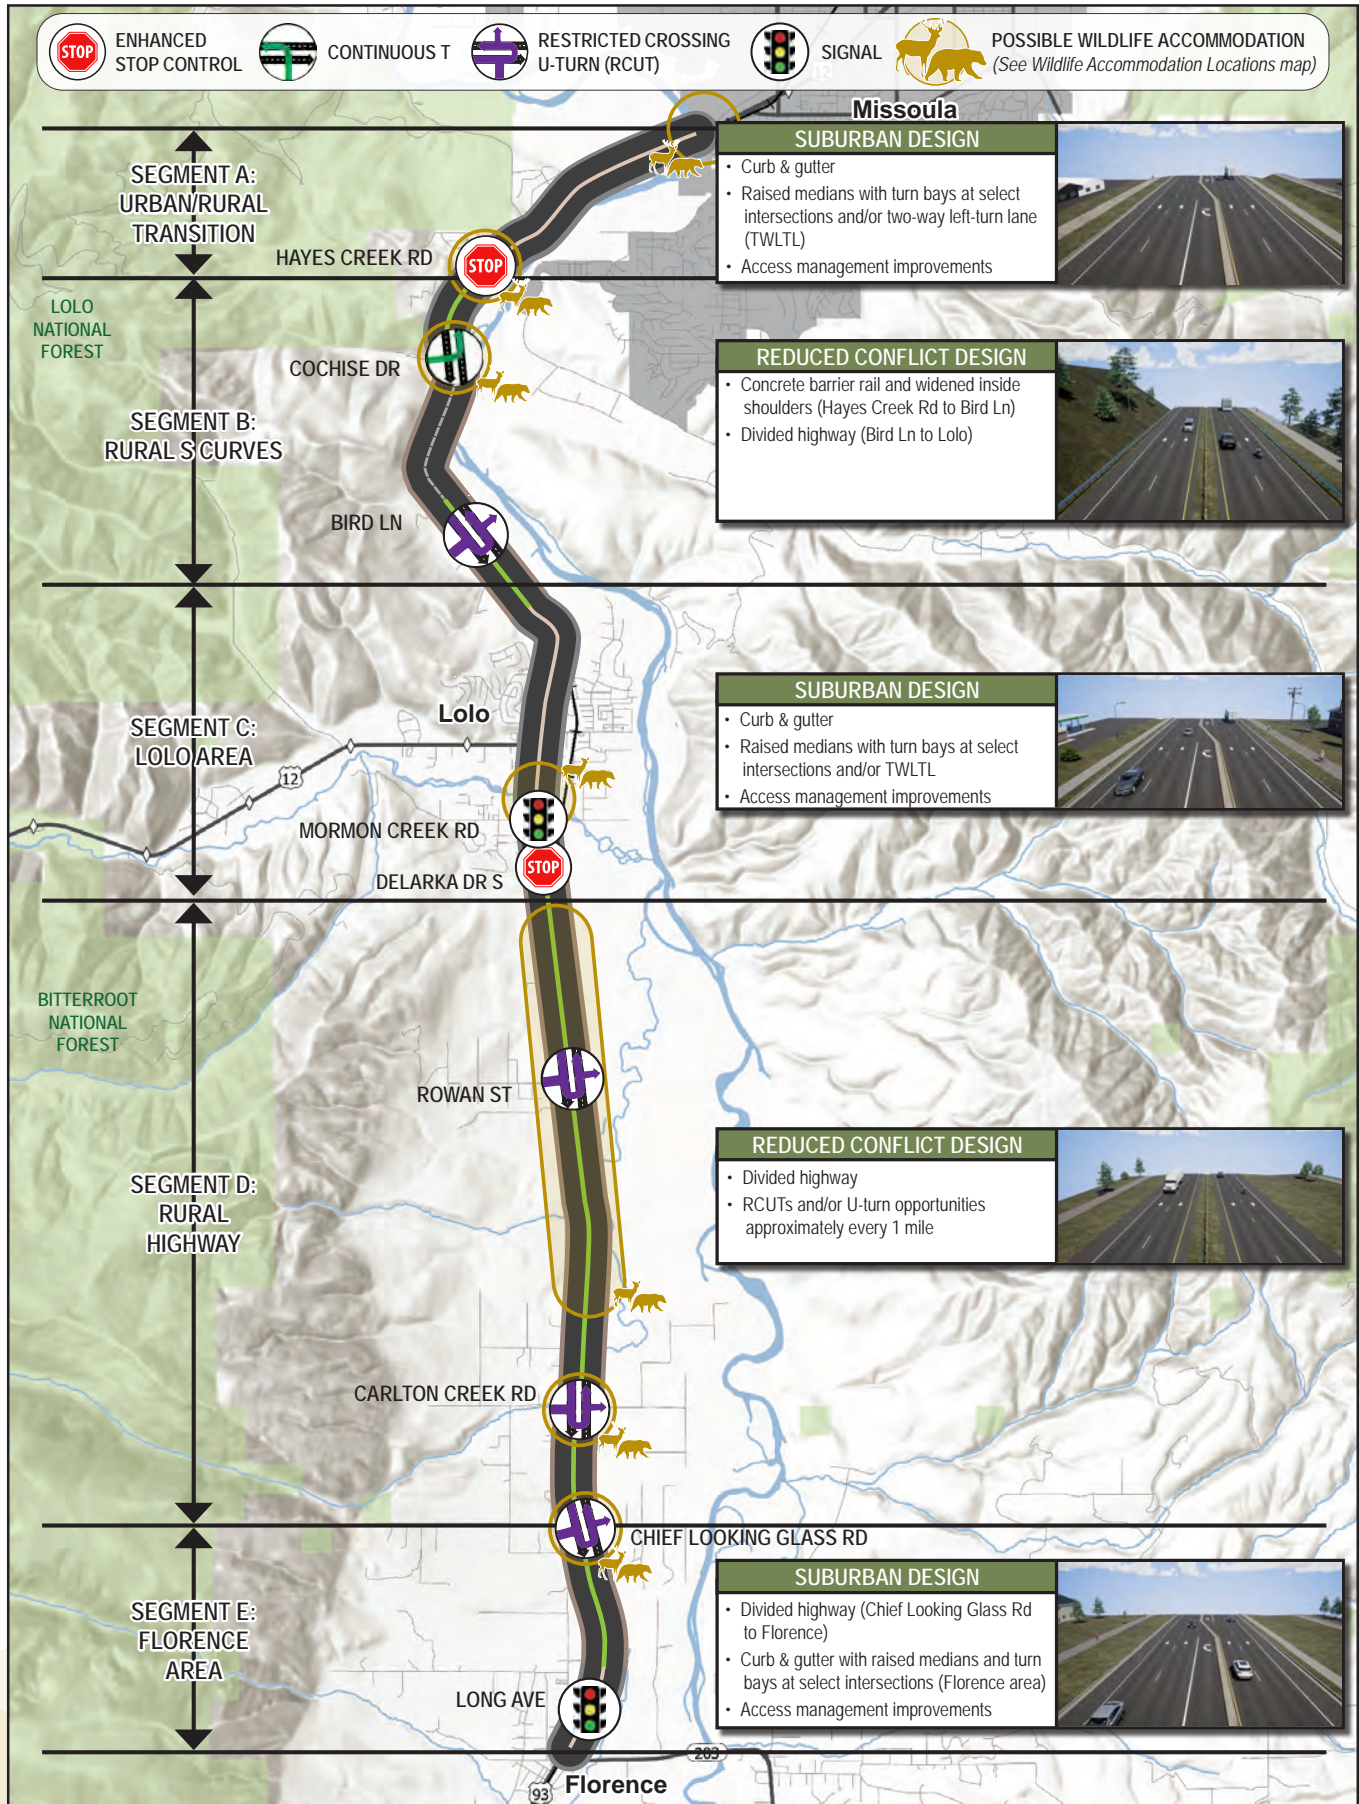 STOP
ENHANCED
STOP CONTROL
CONTINUOUS T
RESTRICTED CROSSING
U-TURN (RCUT)
SIGNAL
POSSIBLE WILDLIFE ACCOMMODATION
(See Wildlife Accommodation Locations map)
12
Missoula
SEGMENT A:
URBAN/RURAL
TRANSITION
SUBURBAN DESIGN
• Curb & gutter
• Raised medians with turn bays at select
intersections and/or two-way left-turn lane
(TWLTL)
• Access management improvements
HAYES CREEK RD
STOP
LOLO
NATIONAL
FOREST
COCHISE DR
SEGMENT B:
RURAL S CURVES
REDUCED CONFLICT DESIGN
• Concrete barrier rail and widened inside
shoulders (Hayes Creek Rd to Bird Ln)
• Divided highway (Bird Ln to Lolo)
BIRD LN
SEGMENT C:
LOLO AREA
Lolo
12
SUBURBAN DESIGN
• Curb & gutter
• Raised medians with turn bays at select
intersections and/or TWLTL
• Access management improvements
MORMON CREEK RD
STOP
DELARKA DR S
BITTERROOT
NATIONAL
FOREST
ROWAN ST
SEGMENT D:
RURAL
HIGHWAY
REDUCED CONFLICT DESIGN
• Divided highway
• RCUTs and/or U-turn opportunities
approximately every 1 mile
CARLTON CREEK RD
CHIEF LOOKING GLASS RD
SEGMENT E:
FLORENCE
AREA
SUBURBAN DESIGN
• Divided highway (Chief Looking Glass Rd
to Florence)
• Curb & gutter with raised medians and turn
bays at select intersections (Florence area)
• Access management improvements
LONG AVE
203
93
Florence